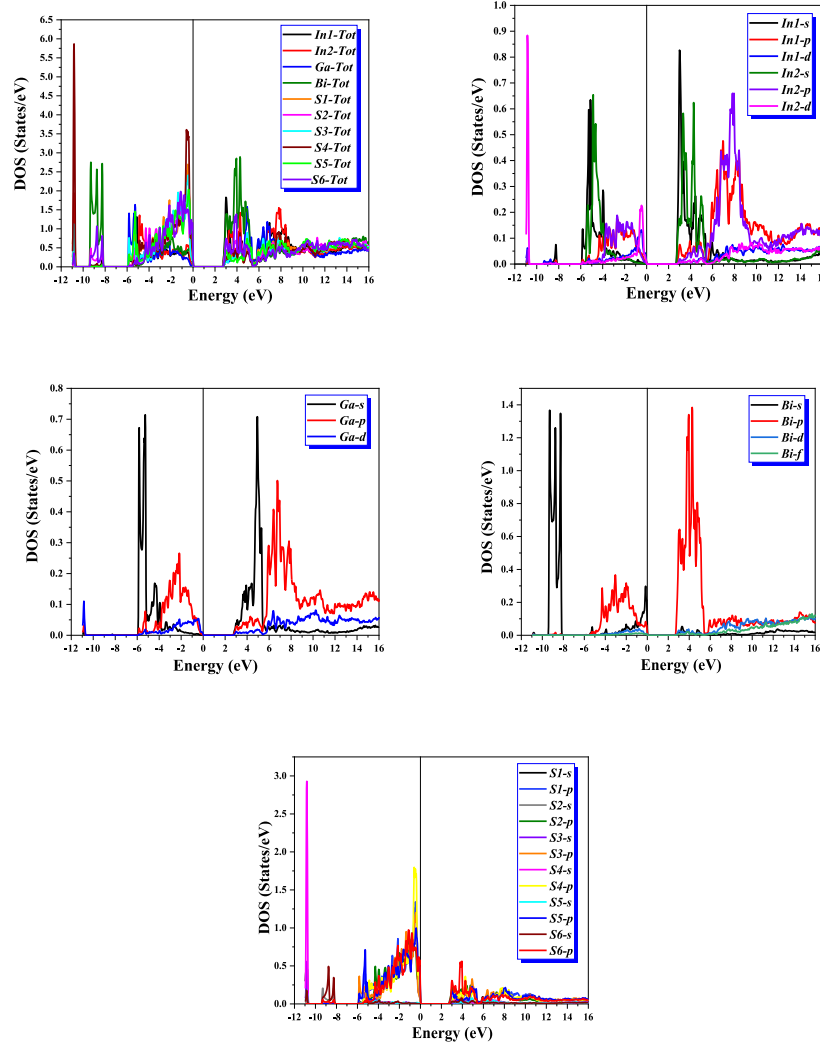 6.5
6.0
5.5
5.0
4.5
4.0
3.5
3.0
2.5
2.0
1.5
1.0
0.5
0.0
DOS (States/eV)
In1-Tot
In2-Tot
Ga-Tot
Bi-Tot
S1-Tot
S2-Tot
S3-Tot
S4-Tot
S5-Tot
S6-Tot
-12 -10 -8 -6 -4 -2 0 2 4 6 8 10 12 14 16
Energy (eV)
1.0
0.9
0.8
0.7
0.6
0.5
0.4
0.3
0.2
0.1
0.0
DOS (States/eV)
In1-s
In1-p
In1-d
In2-s
In2-p
In2-d
-12 -10 -8 -6 -4 -2 0 2 4 6 8 10 12 14 16
Energy (eV)
0.8
0.7
0.6
0.5
0.4
0.3
0.2
0.1
0.0
DOS (States/eV)
Ga-s
Ga-p
Ga-d
-12 -10 -8 -6 -4 -2 0 2 4 6 8 10 12 14 16
Energy (eV)
1.4
1.2
1.0
0.8
0.6
0.4
0.2
0.0
DOS (States/eV)
Bi-s
Bi-p
Bi-d
Bi-f
-12 -10 -8 -6 -4 -2 0 2 4 6 8 10 12 14 16
Energy (eV)
3.0
2.5
2.0
1.5
1.0
0.5
0.0
DOS (States/eV)
S1-s
S1-p
S2-s
S2-p
S3-s
S3-p
S4-s
S4-p
S5-s
S5-p
S6-s
S6-p
-12 -10 -8 -6 -4 -2 0 2 4 6 8 10 12 14 16
Energy (eV)